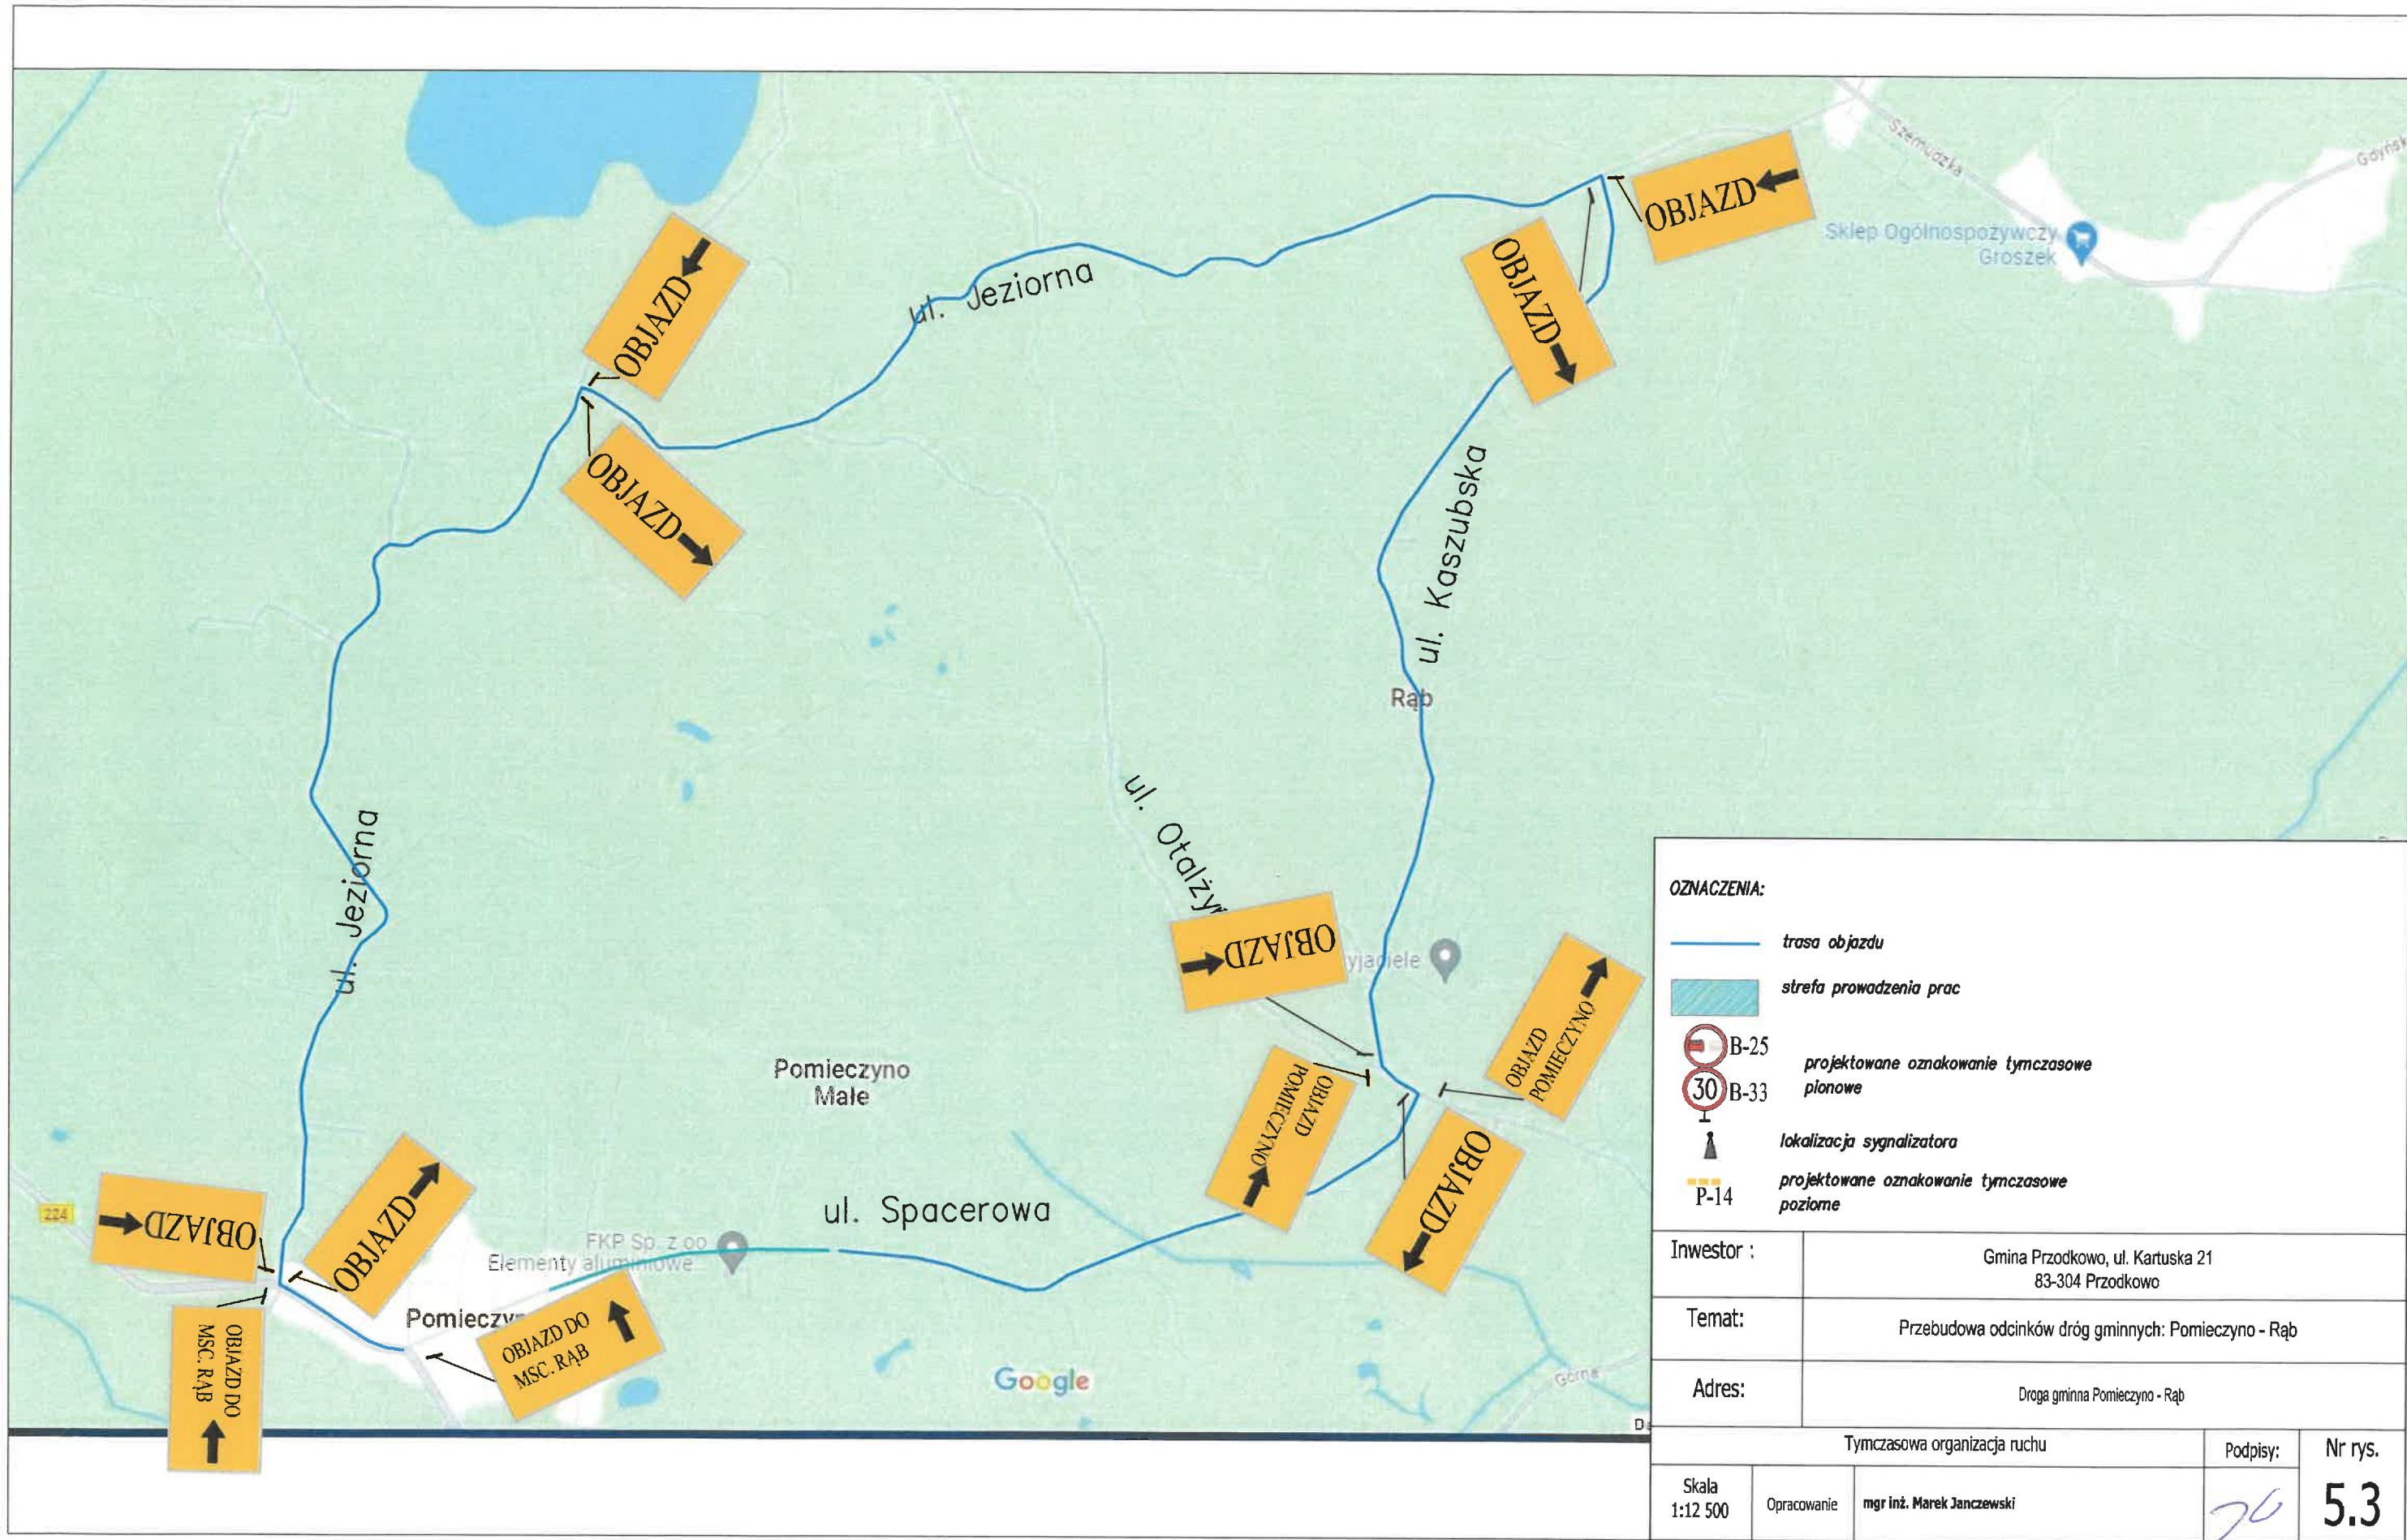 Szemudzka
Sklep Ogólnospożywczy
Groszek
OBJAZD
OBJAZD
OBJAZD
OBJAZD
ul. Jeziorna
ul. Kaszubska
Rąb
ul. Jeziorna
OBJAZD
OBJAZD
POMIECZYNO
OBJAZD
POMIECZYNO
OBJAZD
Pomieczyno
Małe
ul. Spacerowa
FKP Sp. z oo
Elementy aluminiowe...
224
OBJAZD
OBJAZD
OBJAZD DO
MSC. RĄB
OBJAZD DO
MSC. RĄB
Google
Górna
OZNACZENIA:
trasa objazdu
strefa prowadzenia prac
B-25
30 B-33
projektowane oznakowanie tymczasowe
pionowe
lokalizacja sygnalizatora
P-14
projektowane oznakowanie tymczasowe
poziome
Inwestor :
Gmina Przodkowo, ul. Kartuska 21
83-304 Przodkowo
Temat:
Przebudowa odcinków dróg gminnych: Pomieczyno - Rąb
Adres:
Droga gminna Pomieczyno - Rąb
Tymczasowa organizacja ruchu
Podpisy:
Nr rys.
Skala
1:12 500
Opracowanie
mgr inż. Marek Janczewski
5.3